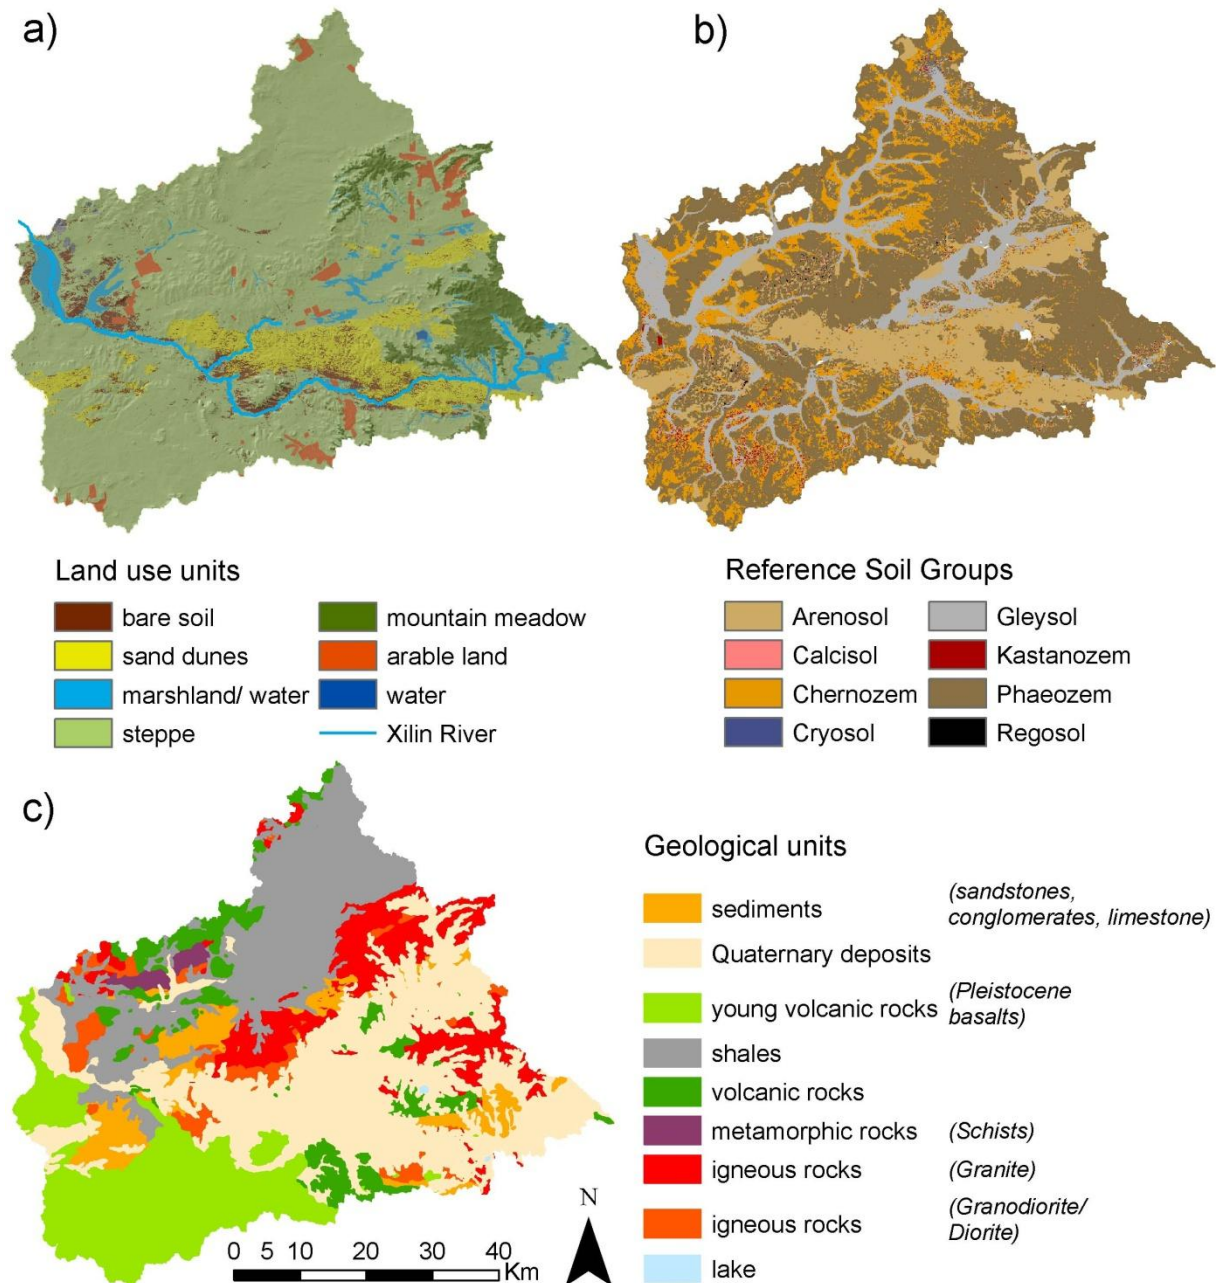 a)
b)
Land use units
bare soil
mountain meadow
sand dunes
arable land
marshland/ water
water
steppe
Xilin River
Reference Soil Groups
Arenosol
Gleysol
Calcisol
Kastanozem
Chernozem
Phaeozem
Cryosol
Regosol
c)
Geological units
sediments (sandstones,
conglomerates, limestone)
Quaternary deposits
young volcanic rocks (Pleistocene
basalts)
shales
volcanic rocks
metamorphic rocks (Schists)
igneous rocks (Granite)
igneous rocks (Granodiorite/
Diorite)
lake
N
0 5 10 20 30 40
Km